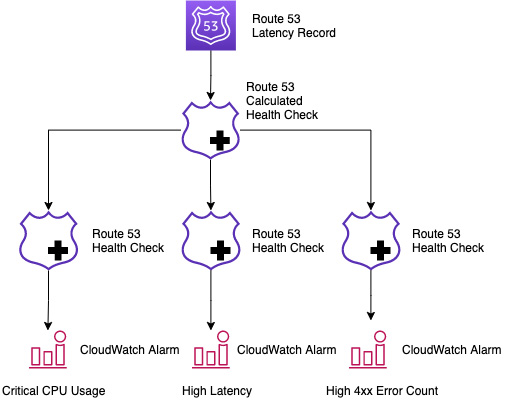 53
Route 53
Latency Record
Route 53
Calculated
Health Check
Route 53
Health Check
Route 53
Health Check
Route 53
Health Check
CloudWatch Alarm
CloudWatch Alarm
CloudWatch Alarm
Critical CPU Usage
High Latency
High 4xx Error Count